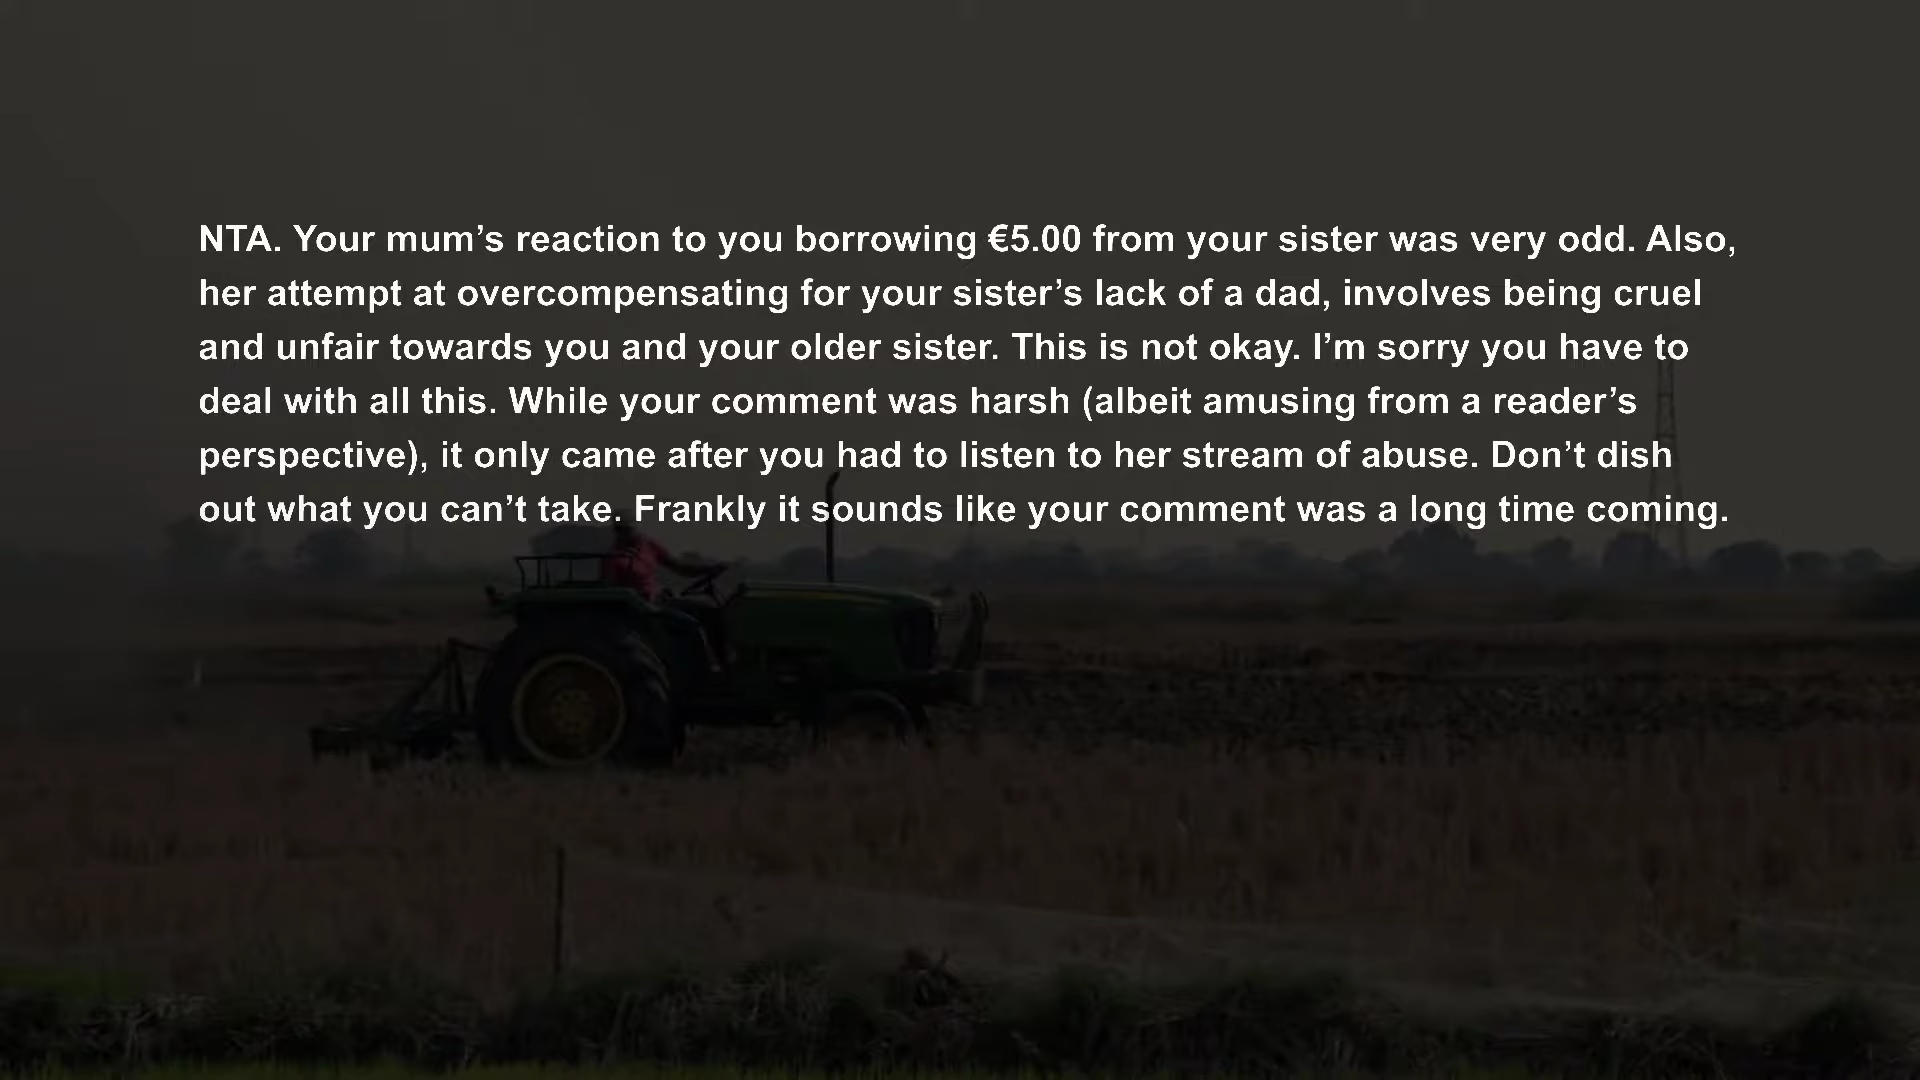 NTA. Your mum’s reaction to you borrowing €5.00 from your sister was very odd. Also,
her attempt at overcompensating for your sister’s lack of a dad, involves being cruel
and unfair towards you and your older sister. This is not okay. I’m sorry you have to
deal with all this. While your comment was harsh (albeit amusing from a reader’s
perspective), it only came after you had to listen to her stream of abuse. Don’t dish
out what you can’t take. Frankly it sounds like your comment was a long time coming.